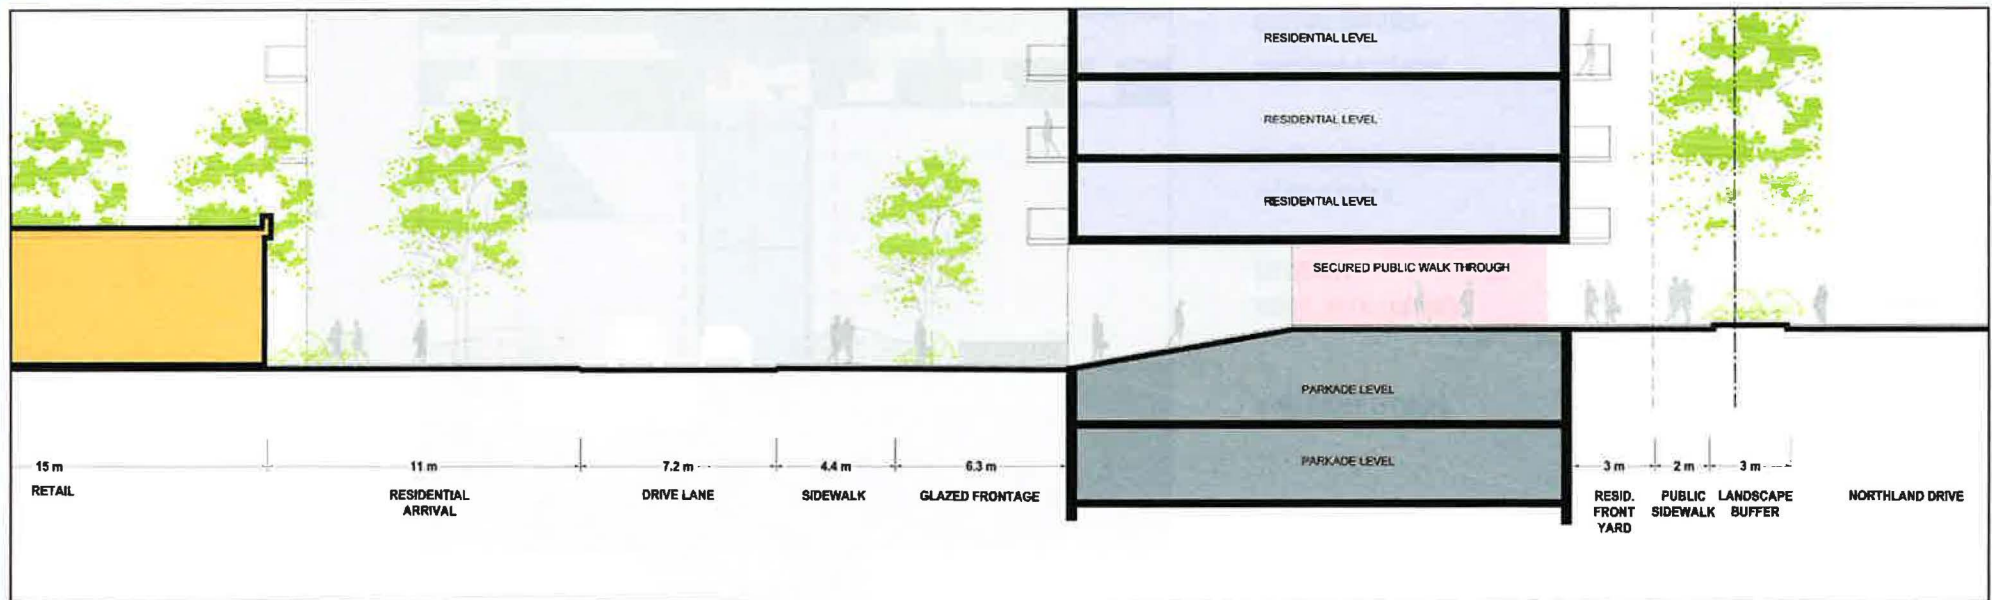 RESIDENTIAL LEVEL
RESIDENTIAL LEVEL
RESIDENTIAL LEVEL
SECURED PUBLIC WALK THROUGH
PARKADE LEVEL
PARKADE LEVEL
15 m
11 m
7.2 m
4.4 m
6.3 m
3 m
2 m
3 m
RETAIL
RESIDENTIAL
ARRIVAL
DRIVE LANE
SIDEWALK
GLAZED FRONTAGE
RESID.
FRONT
YARD
PUBLIC
SIDEWALK
LANDSCAPE
BUFFER
NORTHLAND DRIVE